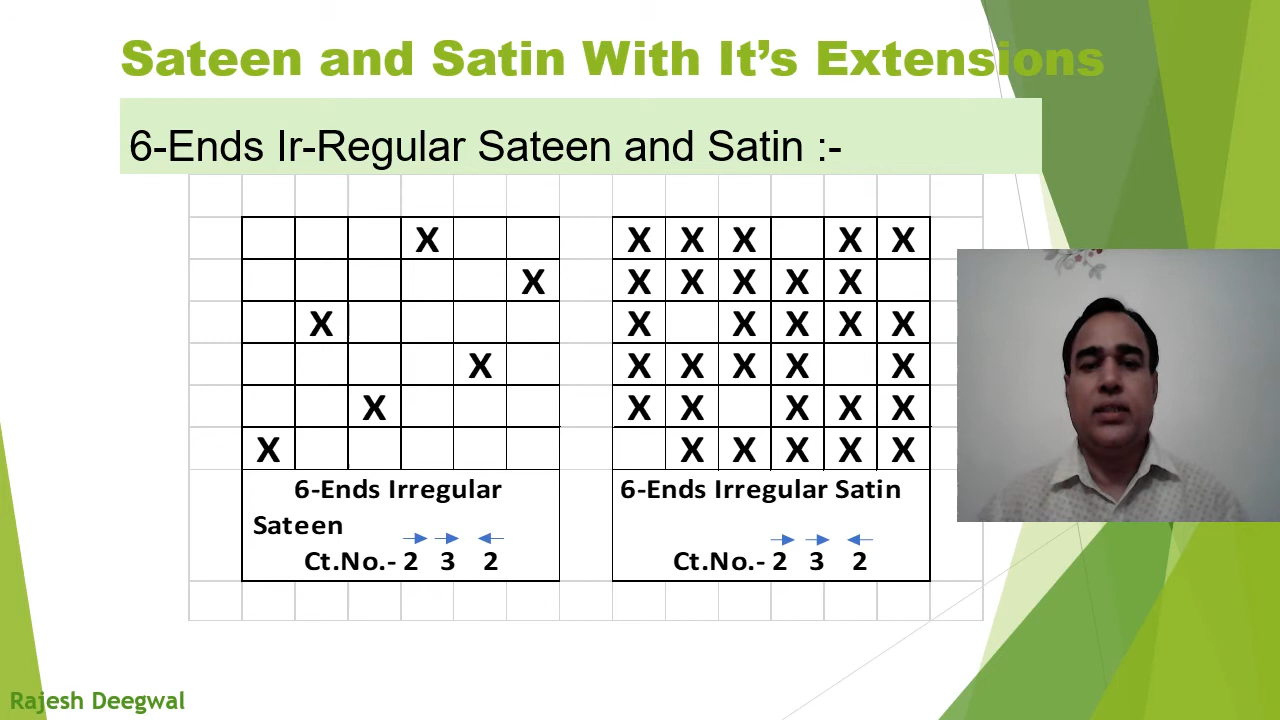 Sateen and Satin With It's Extensions
6-Ends Ir-Regular Sateen and Satin :-
X X X X X X
X X X X X X
X X X X X X
X X X X X X
X X X X X X
X X X X X X
6-Ends Irregular
Sateen
Ct.No.- 2 3 2
6-Ends Irregular Satin
Ct.No.- 2 3 2
Rajesh Deegwal